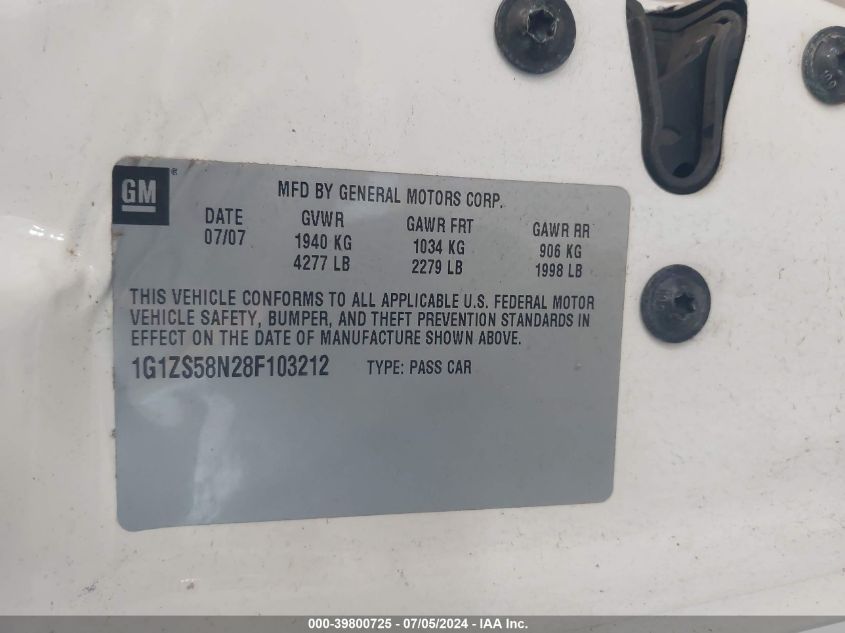 GM ®
MFD BY GENERAL MOTORS CORP.
DATE GVWR GAWR FRT GAWR RR
07/07 1940 KG 1034 KG 906 KG
4277 LB 2279 LB 1998 LB
THIS VEHICLE CONFORMS TO ALL APPLICABLE U.S. FEDERAL MOTOR
VEHICLE SAFETY, BUMPER, AND THEFT PREVENTION STANDARDS IN
EFFECT ON THE DATE OF MANUFACTURE SHOWN ABOVE.
1G1ZS58N28F103212 TYPE: PASS CAR
000-39800725 - 07/05/2024 - IAA Inc.